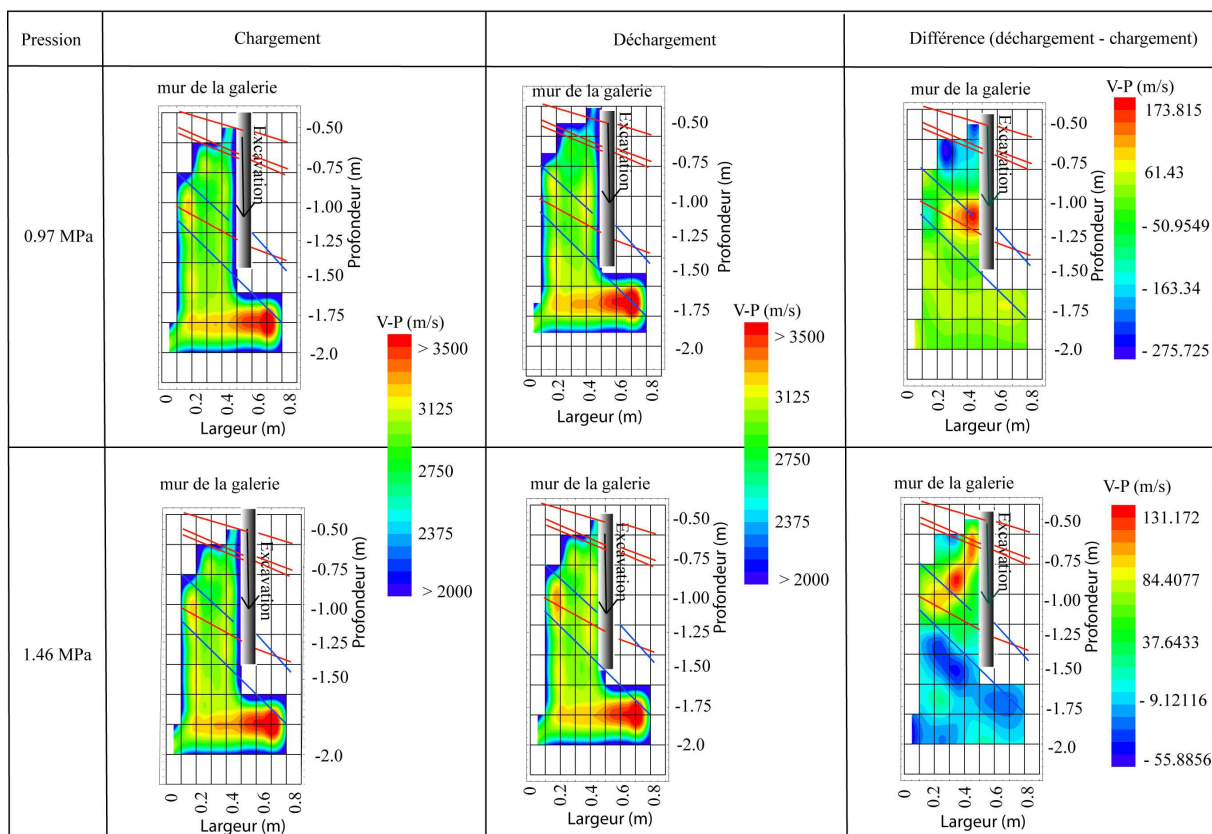 Pression
Chargement
Déchargement
Différence (déchargement - chargement)
0.97 MPa
mur de la galerie
Excavation
-0.50
-0.75
-1.00
-1.25
-1.50
-1.75
-2.0
Profondeur (m)
0 0.2 0.4 0.6 0.8
Largeur (m)
V-P (m/s)
> 3500
3125
2750
2375
> 2000
mur de la galerie
Excavation
-0.50
-0.75
-1.00
-1.25
-1.50
-1.75
-2.0
Profondeur (m)
0 0.2 0.4 0.6 0.8
Largeur (m)
V-P (m/s)
> 3500
3125
2750
2375
> 2000
mur de la galerie
Excavation
-0.50
-0.75
-1.00
-1.25
-1.50
-1.75
-2.0
Profondeur (m)
0 0.2 0.4 0.6 0.8
Largeur (m)
V-P (m/s)
173.815
61.43
-50.9549
- 163.34
- 275.725
1.46 MPa
mur de la galerie
Excavation
-0.50
-0.75
-1.00
-1.25
-1.50
-1.75
-2.0
Profondeur (m)
0 0.2 0.4 0.6 0.8
Largeur (m)
mur de la galerie
Excavation
-0.50
-0.75
-1.00
-1.25
-1.50
-1.75
-2.0
Profondeur (m)
0 0.2 0.4 0.6 0.8
Largeur (m)
mur de la galerie
Excavation
-0.50
-0.75
-1.00
-1.25
-1.50
-1.75
-2.0
Profondeur (m)
0 0.2 0.4 0.6 0.8
Largeur (m)
V-P (m/s)
131.172
84.4077
37.6433
- 9.12116
- 55.8856